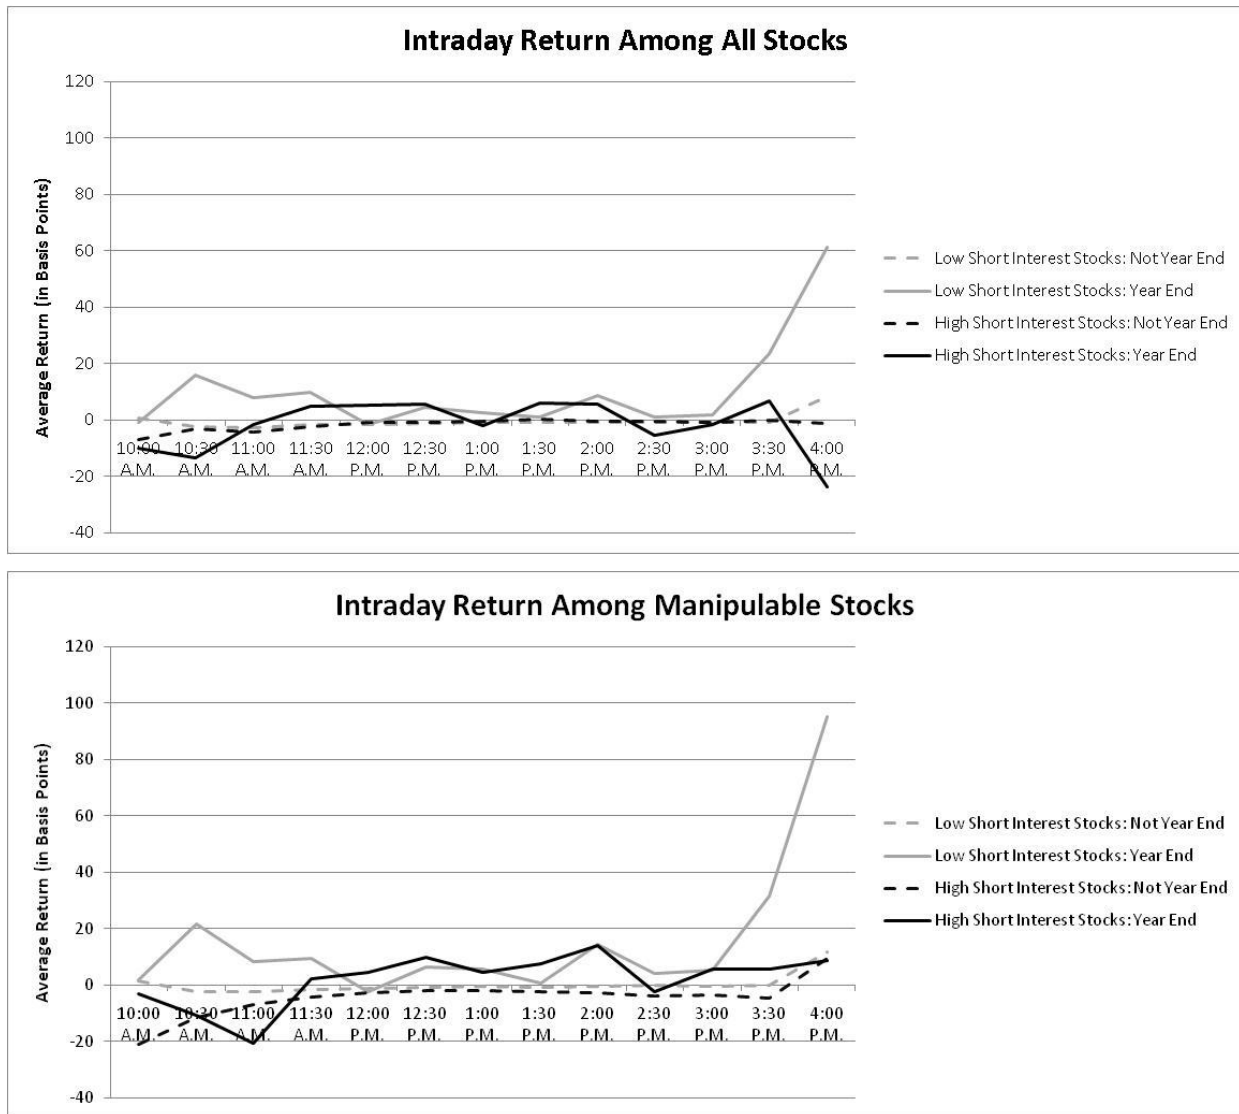 Intraday Return Among All Stocks
Average Return (in Basis Points)
120
100
80
60
40
20
0
-20
-40
10:00 10:30 11:00 11:30 12:00 12:30 1:00 1:30 2:00 2:30 3:00 3:30 4:00
A.M. A.M. A.M. A.M. P.M. P.M. P.M. P.M. P.M. P.M. P.M. P.M. P.M.
Low Short Interest Stocks: Not Year End
Low Short Interest Stocks: Year End
High Short Interest Stocks: Not Year End
High Short Interest Stocks: Year End
Intraday Return Among Manipulable Stocks
Average Return (in Basis Points)
120
100
80
60
40
20
0
-20
-40
10:00 10:30 11:00 11:30 12:00 12:30 1:00 1:30 2:00 2:30 3:00 3:30 4:00
A.M. A.M. A.M. A.M. P.M. P.M. P.M. P.M. P.M. P.M. P.M. P.M. P.M.
Low Short Interest Stocks: Not Year End
Low Short Interest Stocks: Year End
High Short Interest Stocks: Not Year End
High Short Interest Stocks: Year End